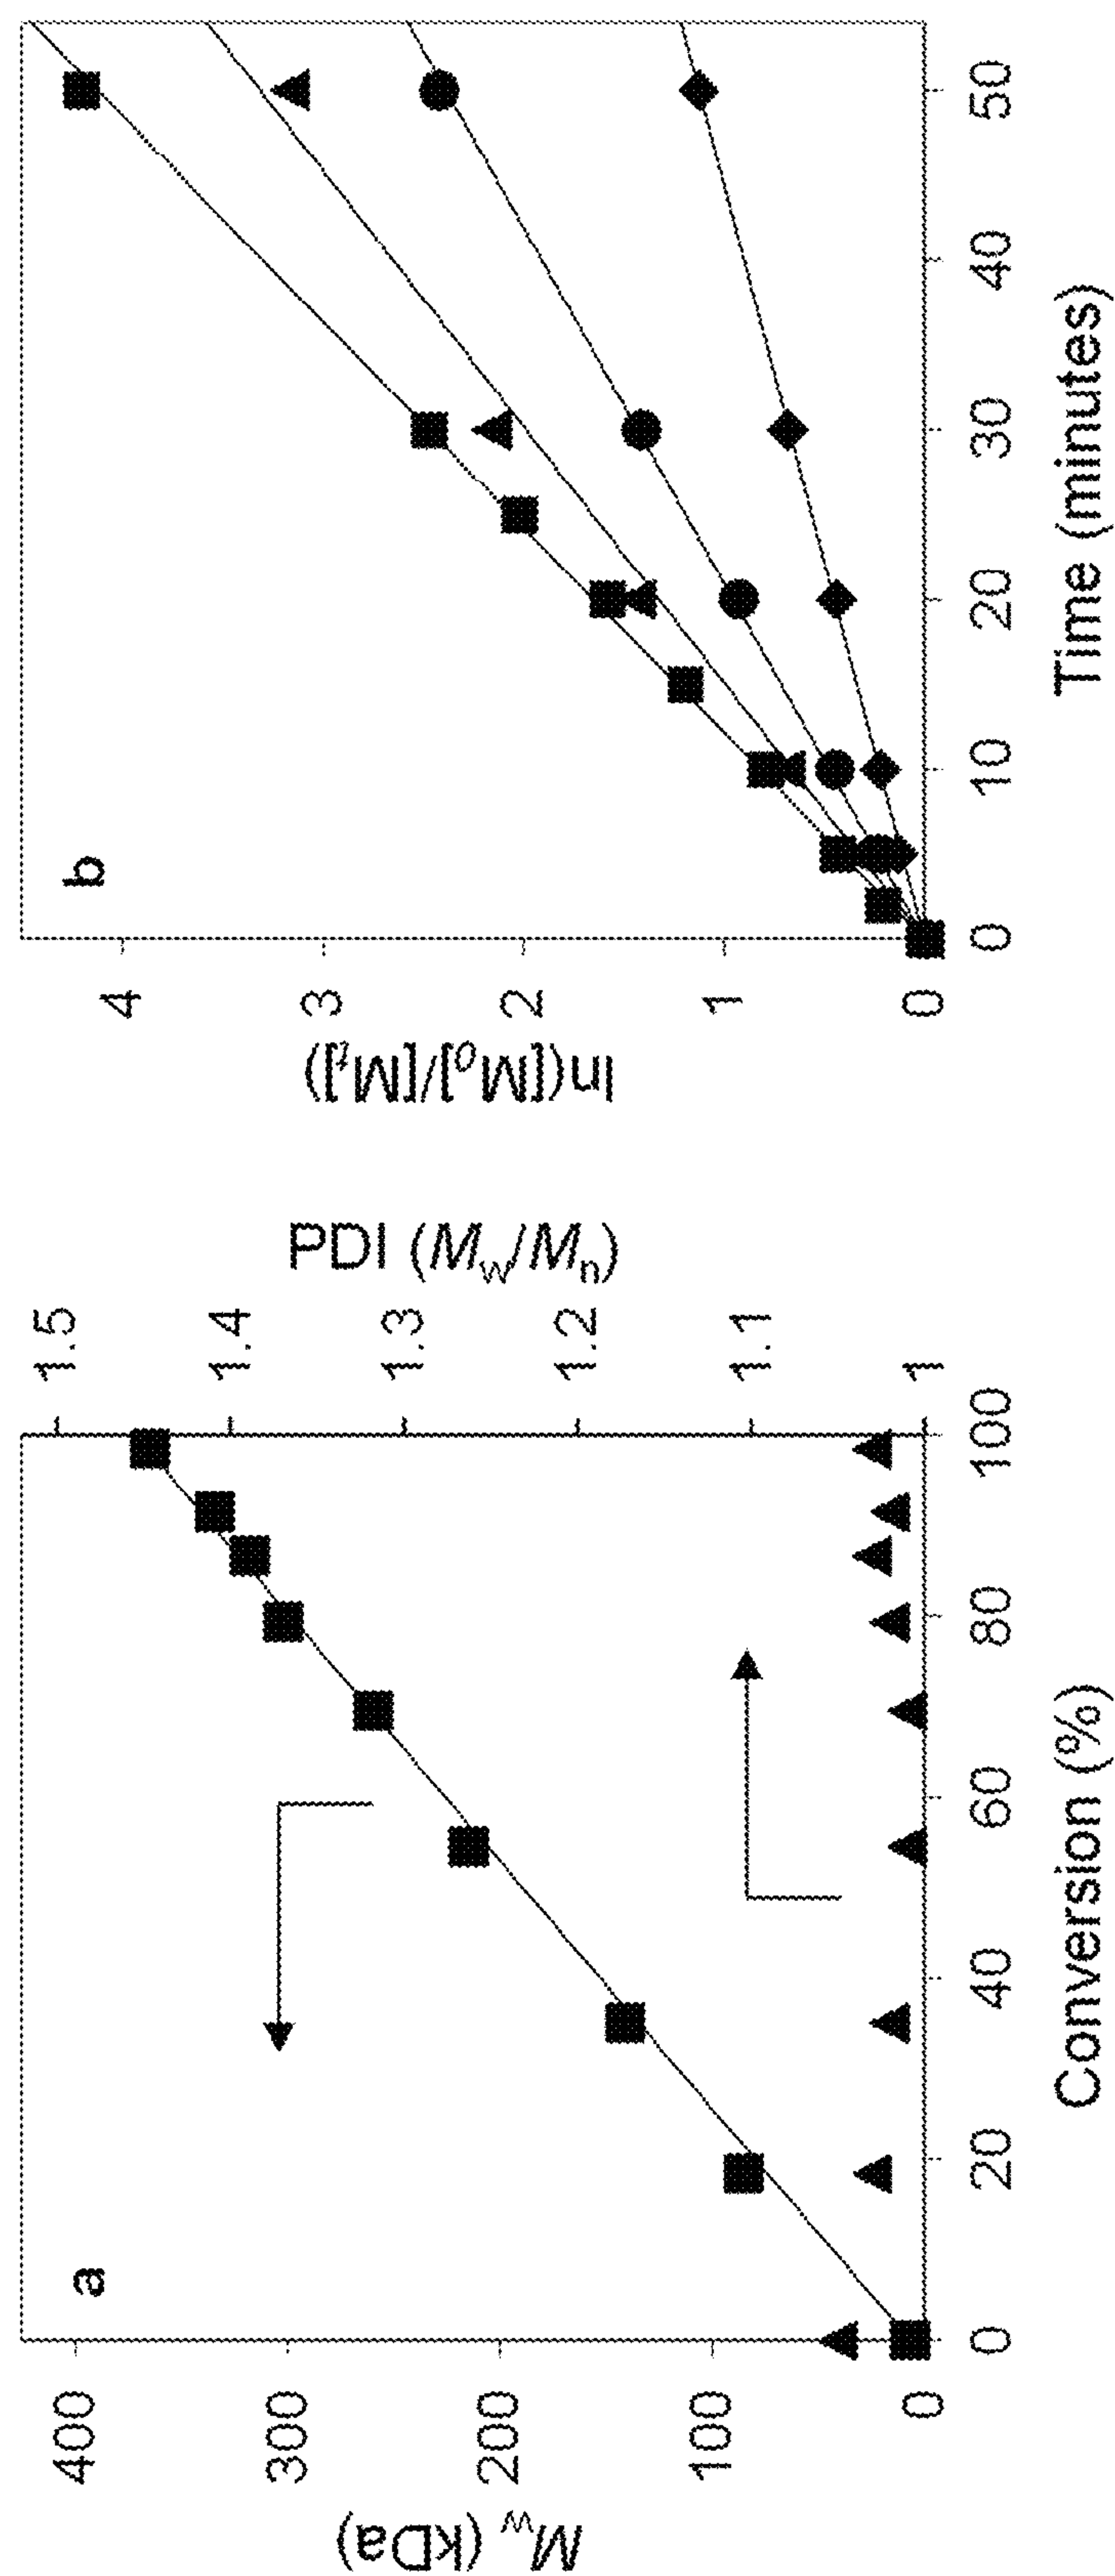 a
M_w (kDa)
400
300
200
100
0
0 20 40 60 80 100
Conversion (%)
1.5
1.4
1.3
1.2
1.1
1
PDI (M_w/M_n)
b
ln([M_0]/[M_t])
4
3
2
1
0
0 10 20 30 40 50
Time (minutes)